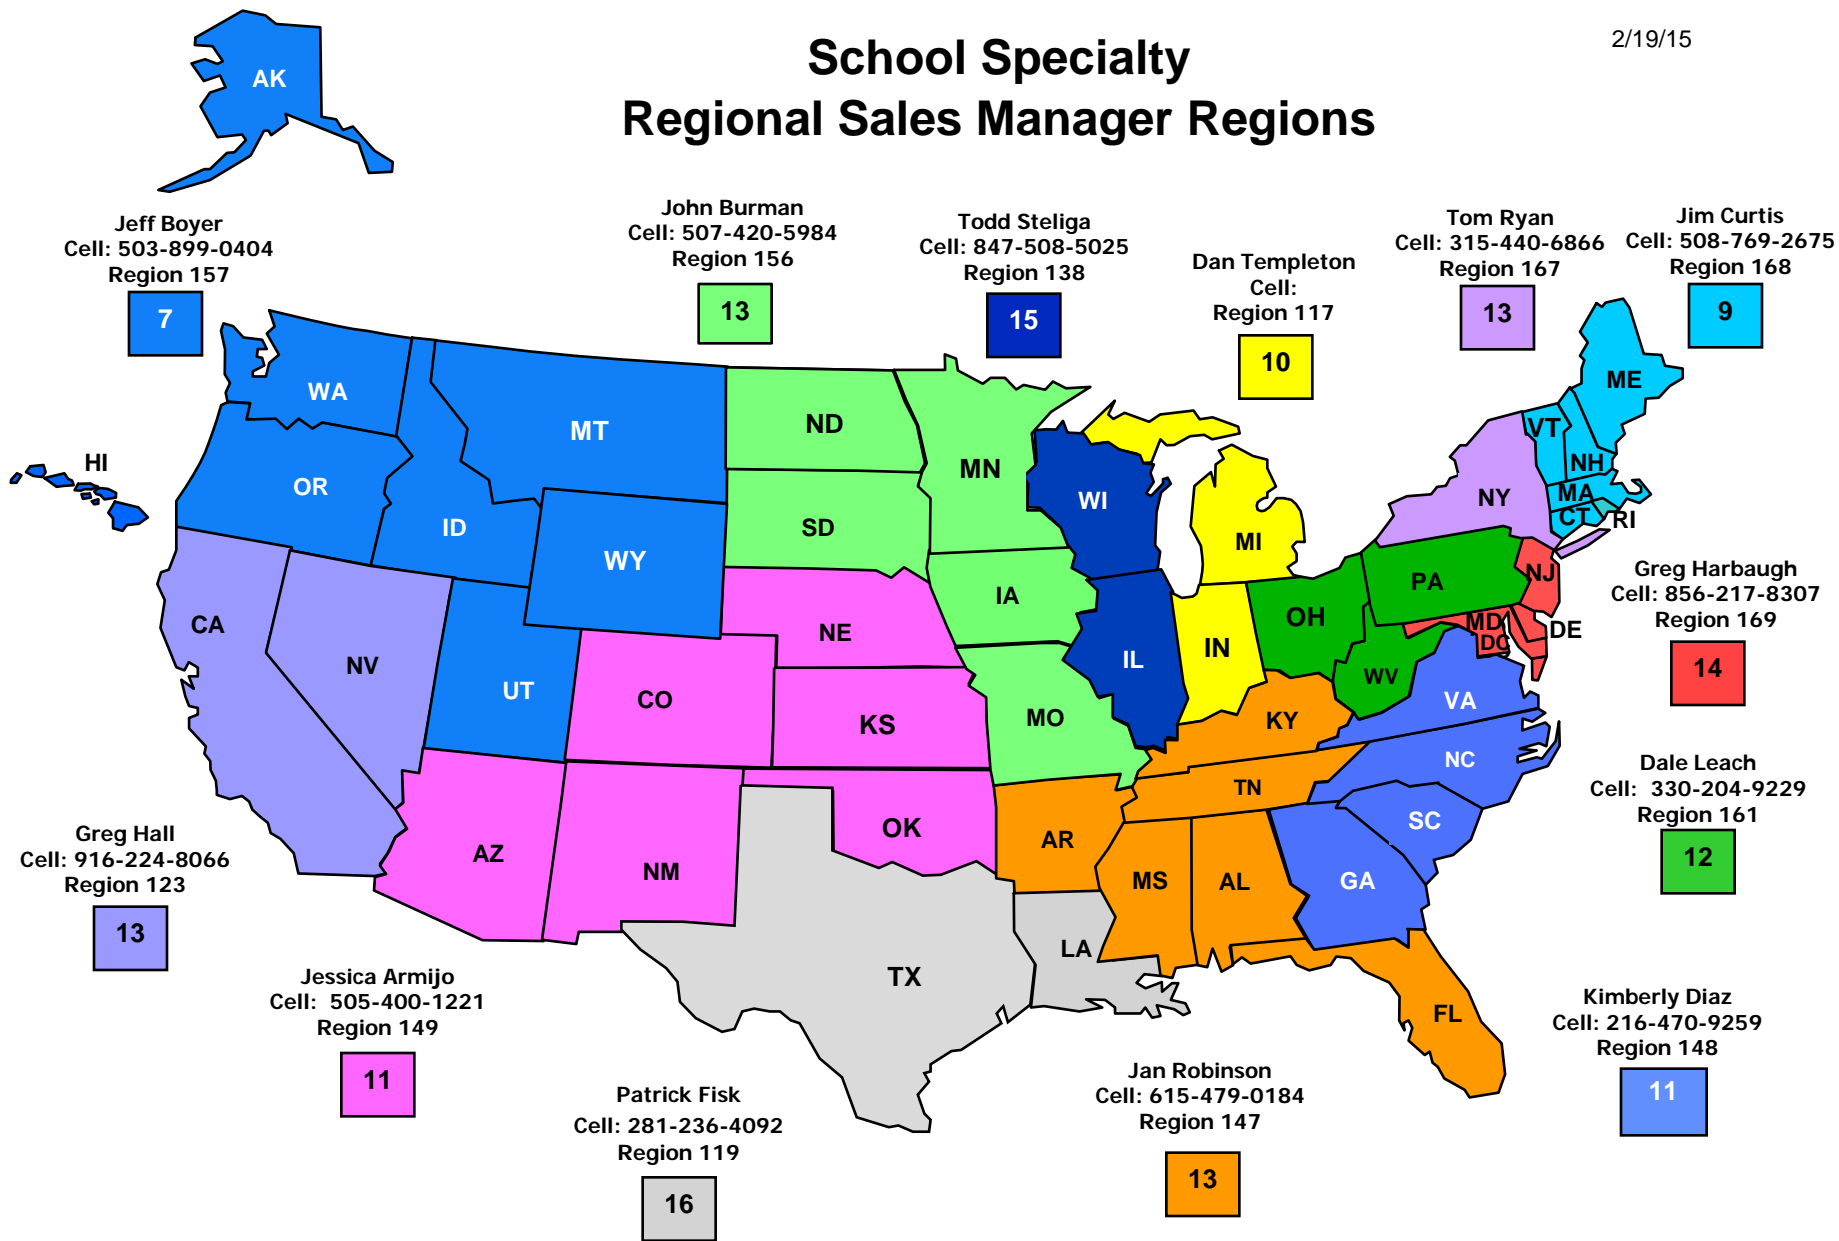 2/19/15
School Specialty
Regional Sales Manager Regions
AK
Jeff Boyer
Cell: 503-899-0404
Region 157
7
John Burman
Cell: 507-420-5984
Region 156
13
Todd Steliga
Cell: 847-508-5025
Region 138
15
Dan Templeton
Cell:
Region 117
10
Tom Ryan
Cell: 315-440-6866
Region 167
13
Jim Curtis
Cell: 508-769-2675
Region 168
9
WA
MT
ND
MN
ME
VT
NH
HI
OR
ID
WY
SD
WI
MI
NY
MA
CT
RI
CA
NV
UT
NE
IA
IL
IN
OH
PA
NJ
MD
DC
DE
WV
VA
CO
KS
MO
KY
NC
TN
SC
AZ
NM
OK
AR
MS
AL
GA
TX
LA
FL
Greg Harbaugh
Cell: 856-217-8307
Region 169
14
Dale Leach
Cell: 330-204-9229
Region 161
12
Greg Hall
Cell: 916-224-8066
Region 123
13
Jessica Armijo
Cell: 505-400-1221
Region 149
11
Patrick Fisk
Cell: 281-236-4092
Region 119
16
Jan Robinson
Cell: 615-479-0184
Region 147
13
Kimberly Diaz
Cell: 216-470-9259
Region 148
11